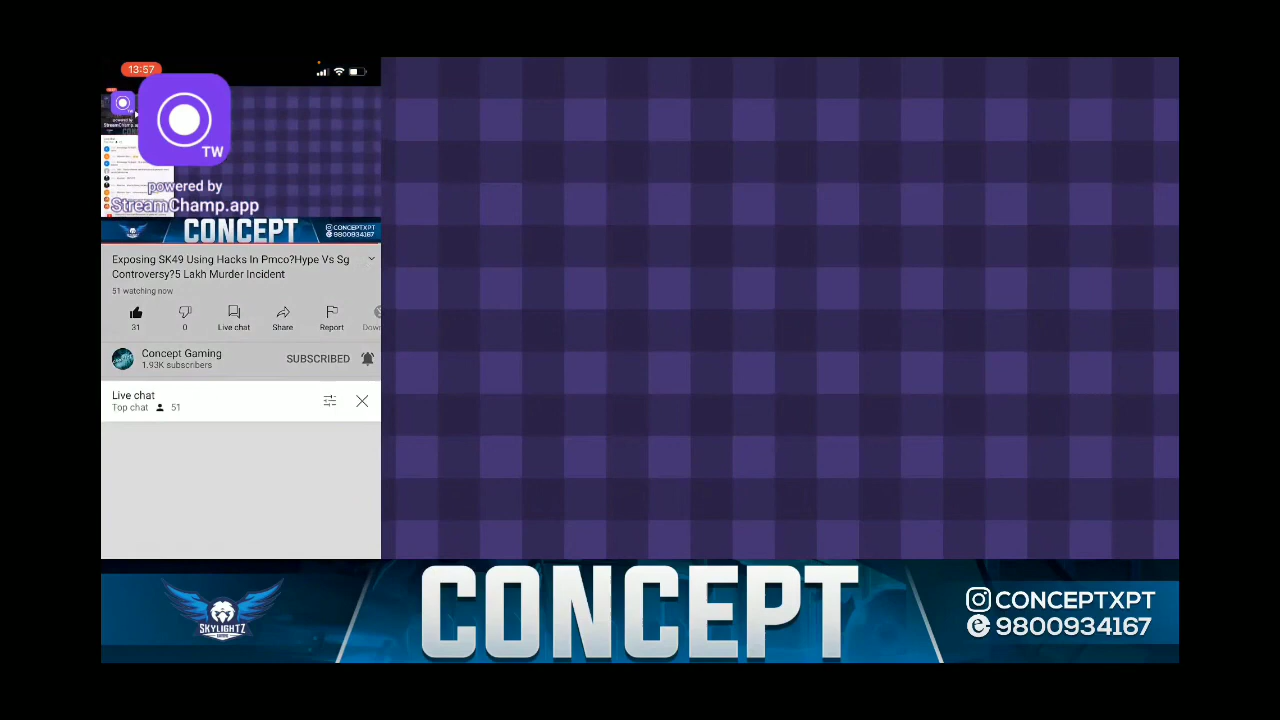 13:57
TW
powered by
StreamChamp.app
CONCEPT
CONCEPTXPT
9800934167
Exposing SK49 Using Hacks In Pmco?Hype Vs Sg
Controversy?5 Lakh Murder Incident
51 watching now
31
0
Live chat
Share
Report
Concept Gaming
1.93K subscribers
SUBSCRIBED
Live chat
Top chat 51
SKYLIGHTZ
CONCEPT
CONCEPTXPT
9800934167